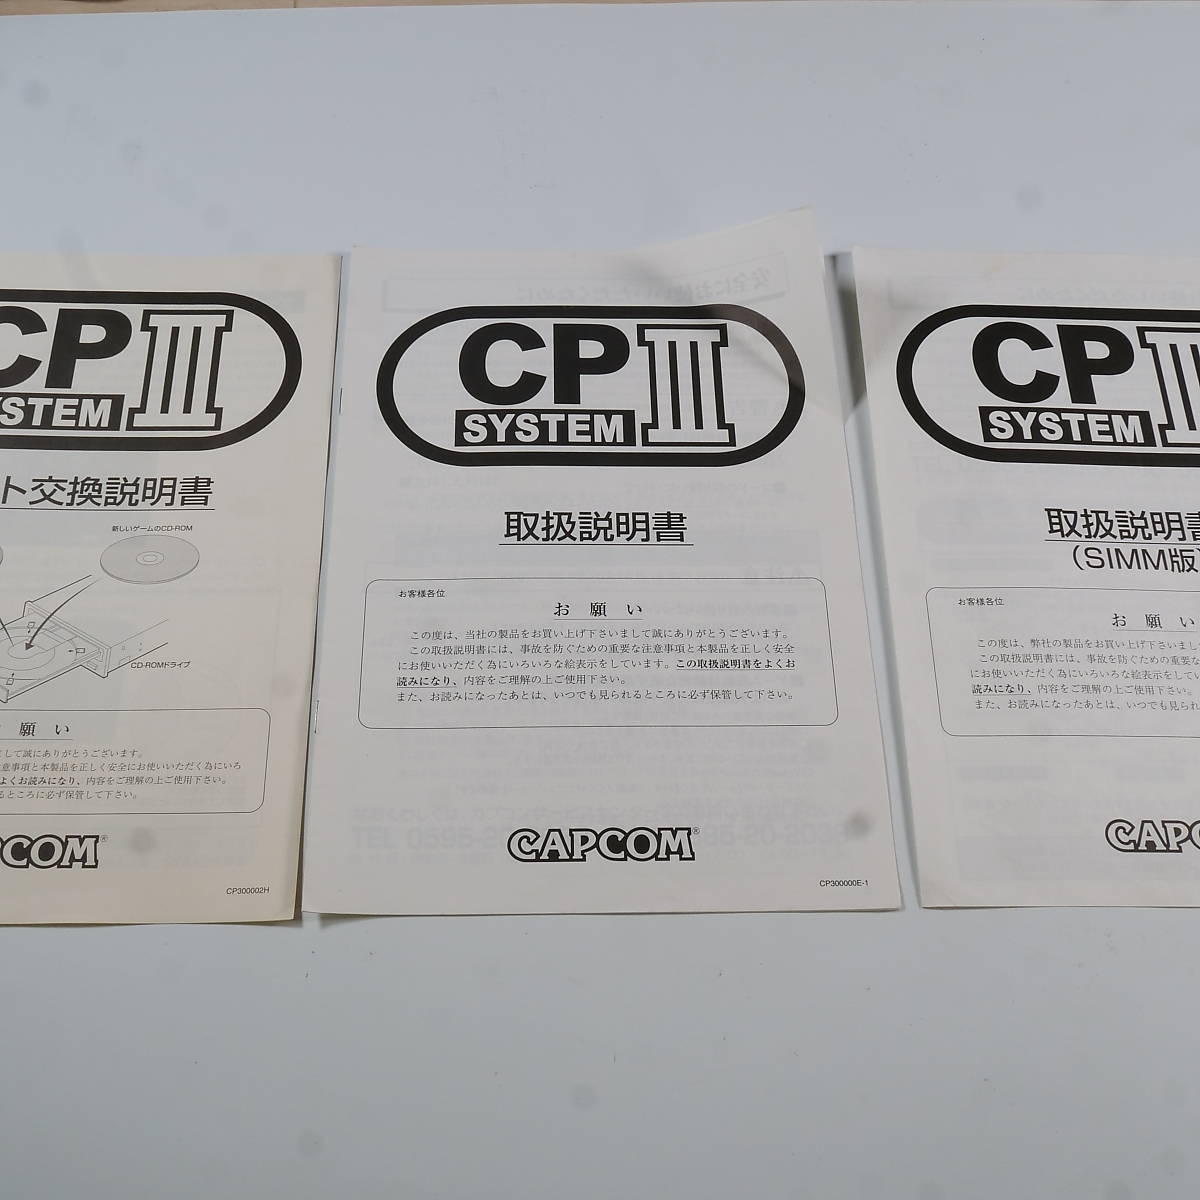 CP
SYSTEM
III
ト交換説明書
新しいゲームのCD-ROM
CD-ROMドライブ
願 い
まして誠にありがとうございます。
意事項と本製品を正しく安全にお使いいただく為にいろ
よくお読みになり、内容をご理解の上ご使用下さい。
るところに必ず保管して下さい。
PCOM®
CP300002H
CP
SYSTEM
III
取扱説明書
お客様各位
お 願 い
この度は、当社の製品をお買い上げ下さいまして誠にありがとうございます。
この取扱説明書には、事故を防ぐための重要な注意事項と本製品を正しく安全
にお使いいただく為にいろいろな絵表示をしています。この取扱説明書をよくお
読みになり、内容をご理解の上ご使用下さい。
また、お読みになったあとは、いつでも見られるところに必ず保管して下さい。
CAPCOM®
CP300000E-1
CP
SYSTEM
取扱説明書
(SIMM版)
お客様各位
お 願 い
この度は、弊社の製品をお買い上げ下さいまし
この取扱説明書には、事故を防ぐための重要な
にお使いいただく為にいろいろな絵表示をしてい
読みになり、内容をご理解の上ご使用下さい。
また、お読みになったあとは、いつでも見られ
CAPCO